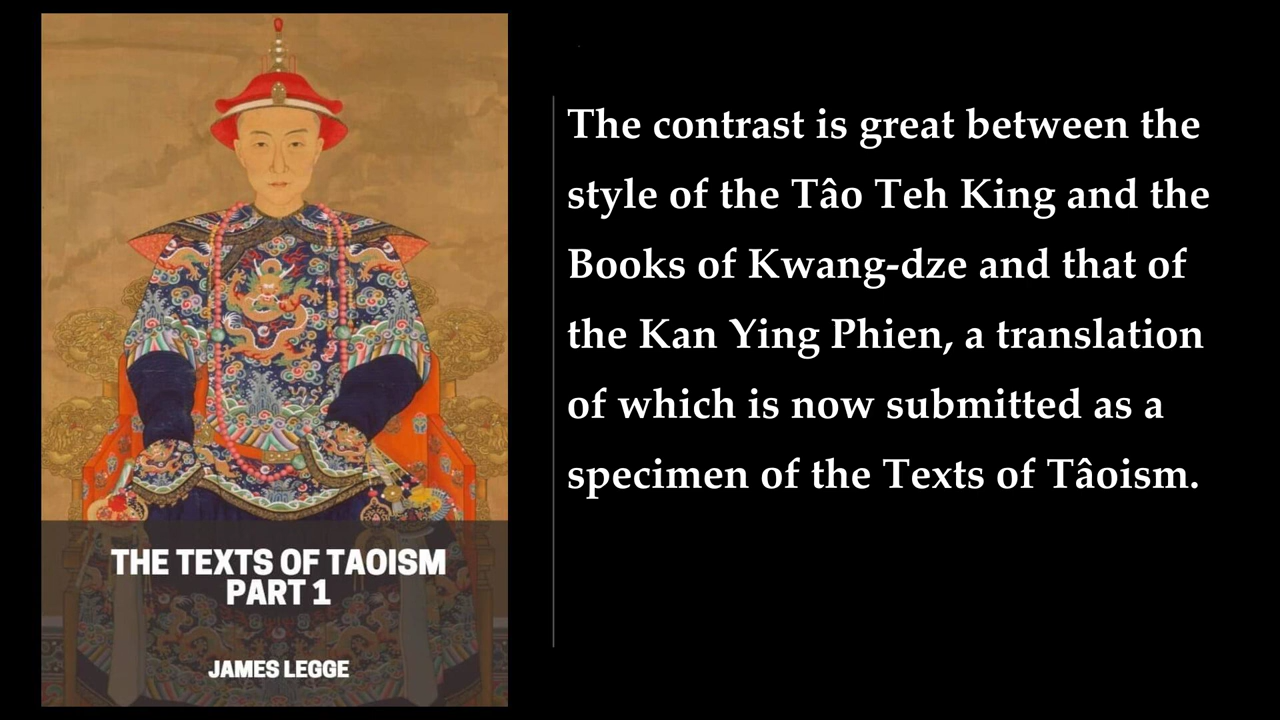 THE TEXTS OF TAOISM
PART 1
JAMES LEGGE
The contrast is great between the
style of the Tâo Teh King and the
Books of Kwang-dze and that of
the Kan Ying Phien, a translation
of which is now submitted as a
specimen of the Texts of Tâoism.